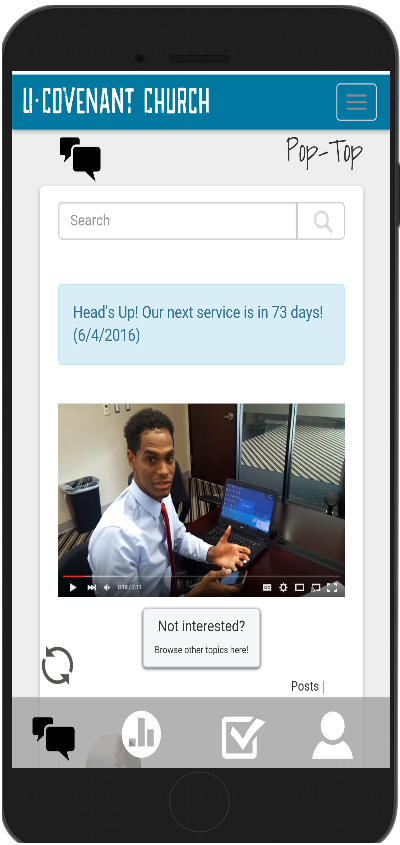 U·COVENANT CHURCH
Pop-Top
Search
Head's Up! Our next service is in 73 days!
(6/4/2016)
0:10 / 2:11
Not interested?
Browse other topics here!
Posts |